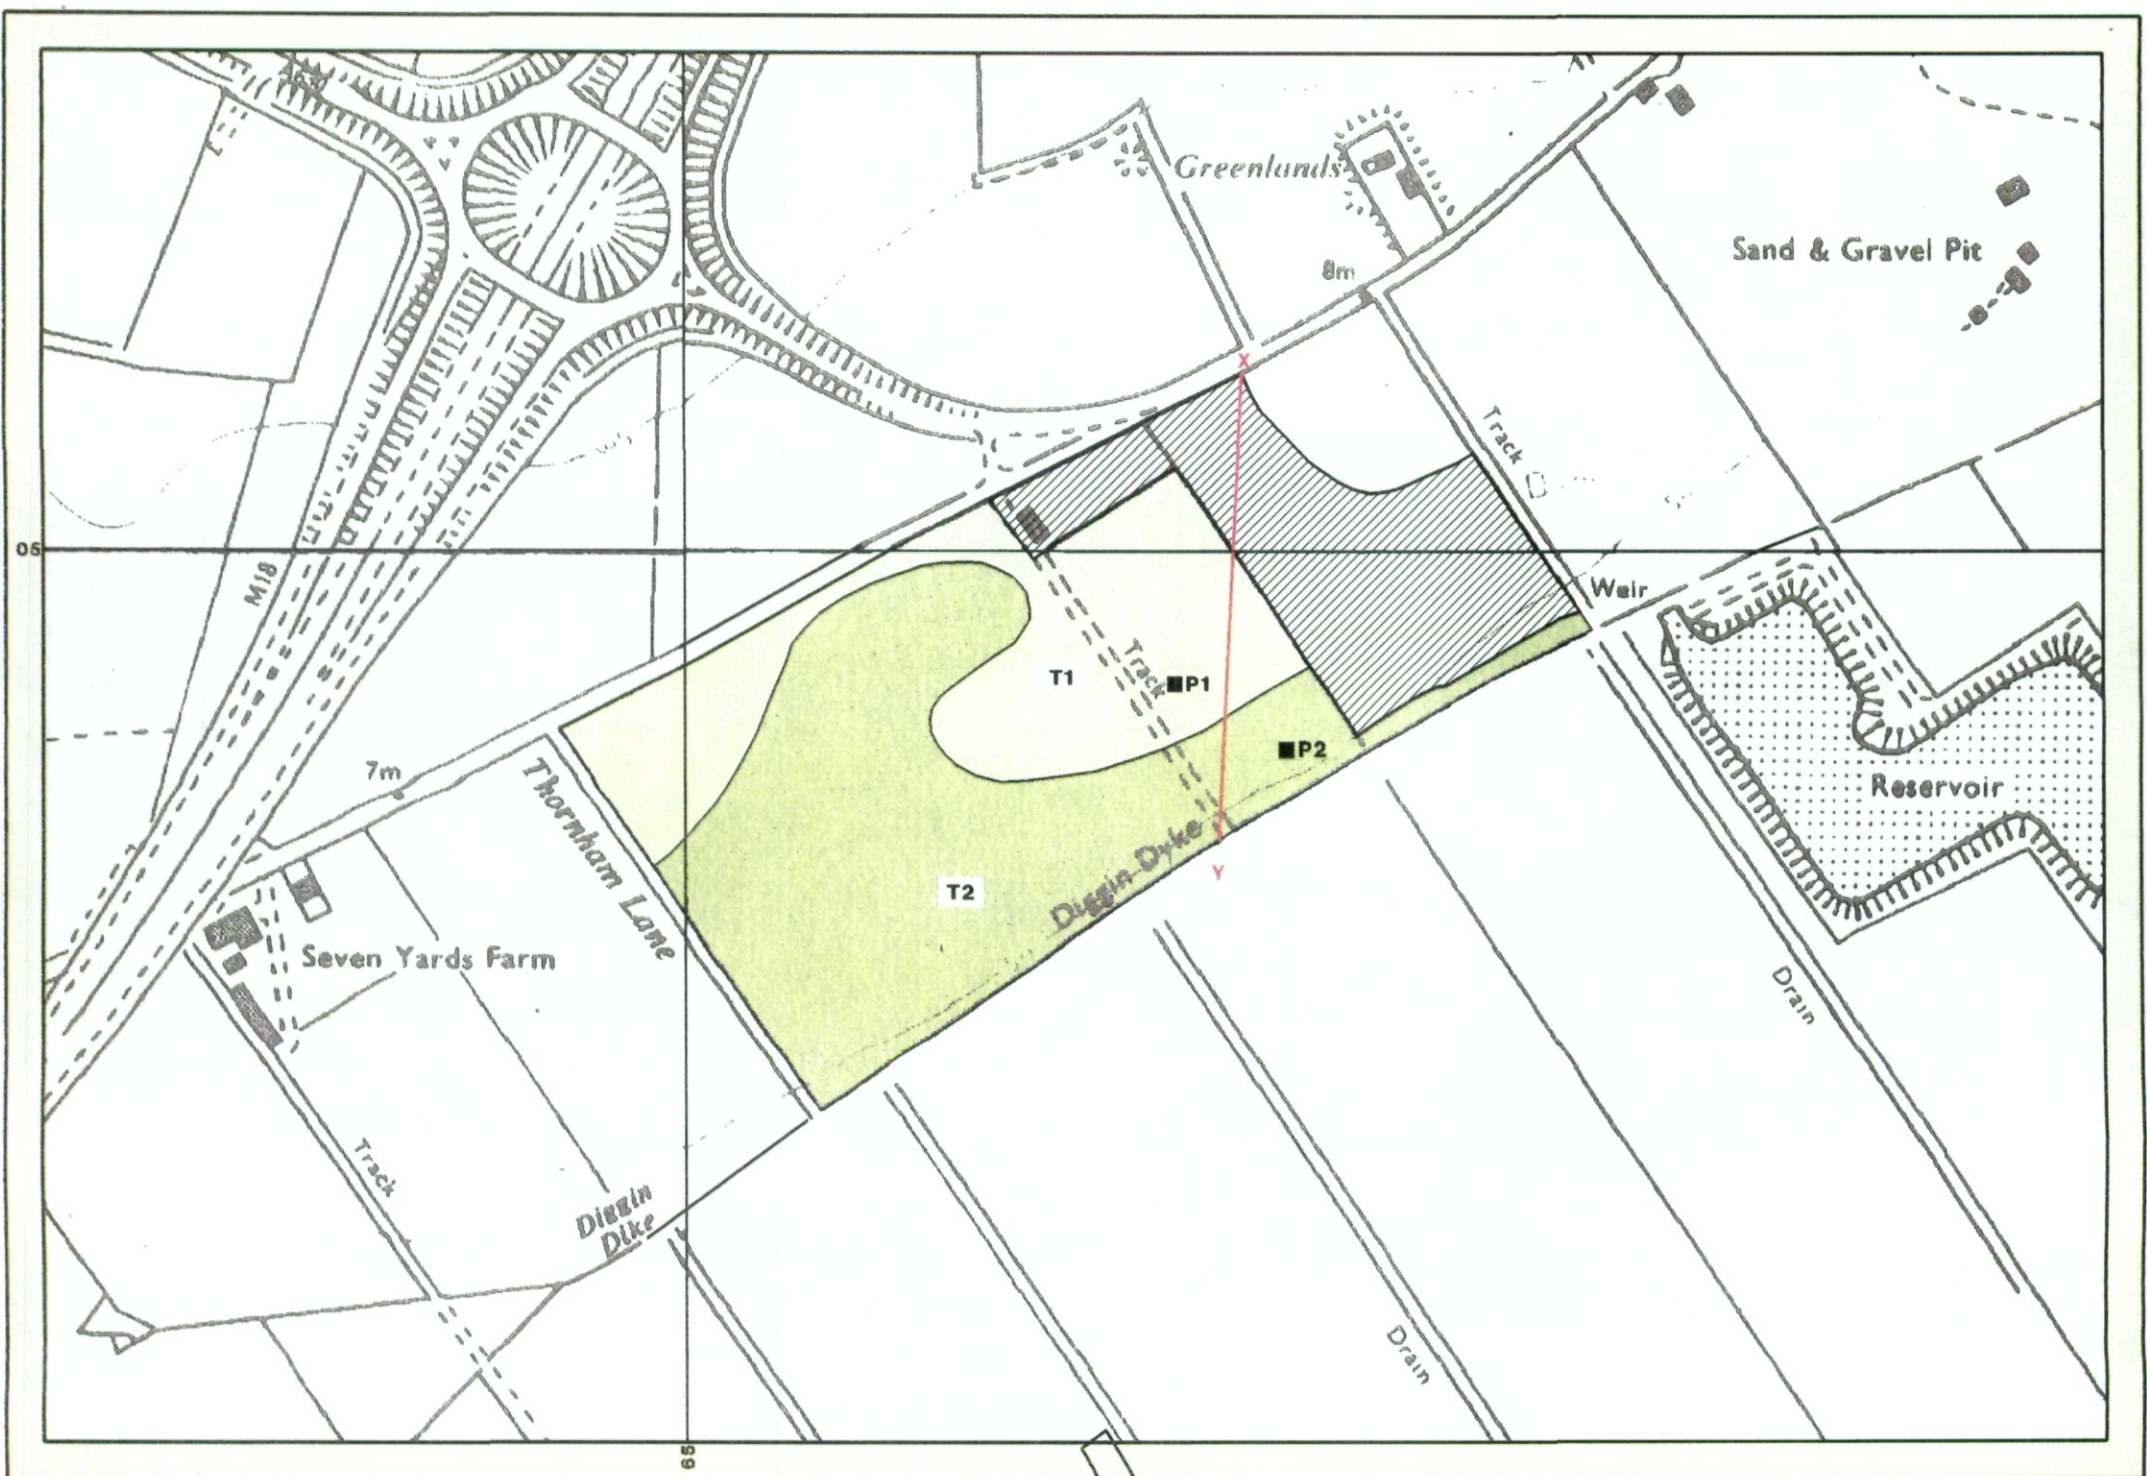 A630
Greenlands
Sand & Gravel Pit
8m
X
Track
05
M18
Weir
T1
Track
P1
P2
7m
Thornham Lane
Reservoir
Diggin Dyke
Y
T2
Seven Yards Farm
Drain
Track
Diggin
Dike
Drain
65